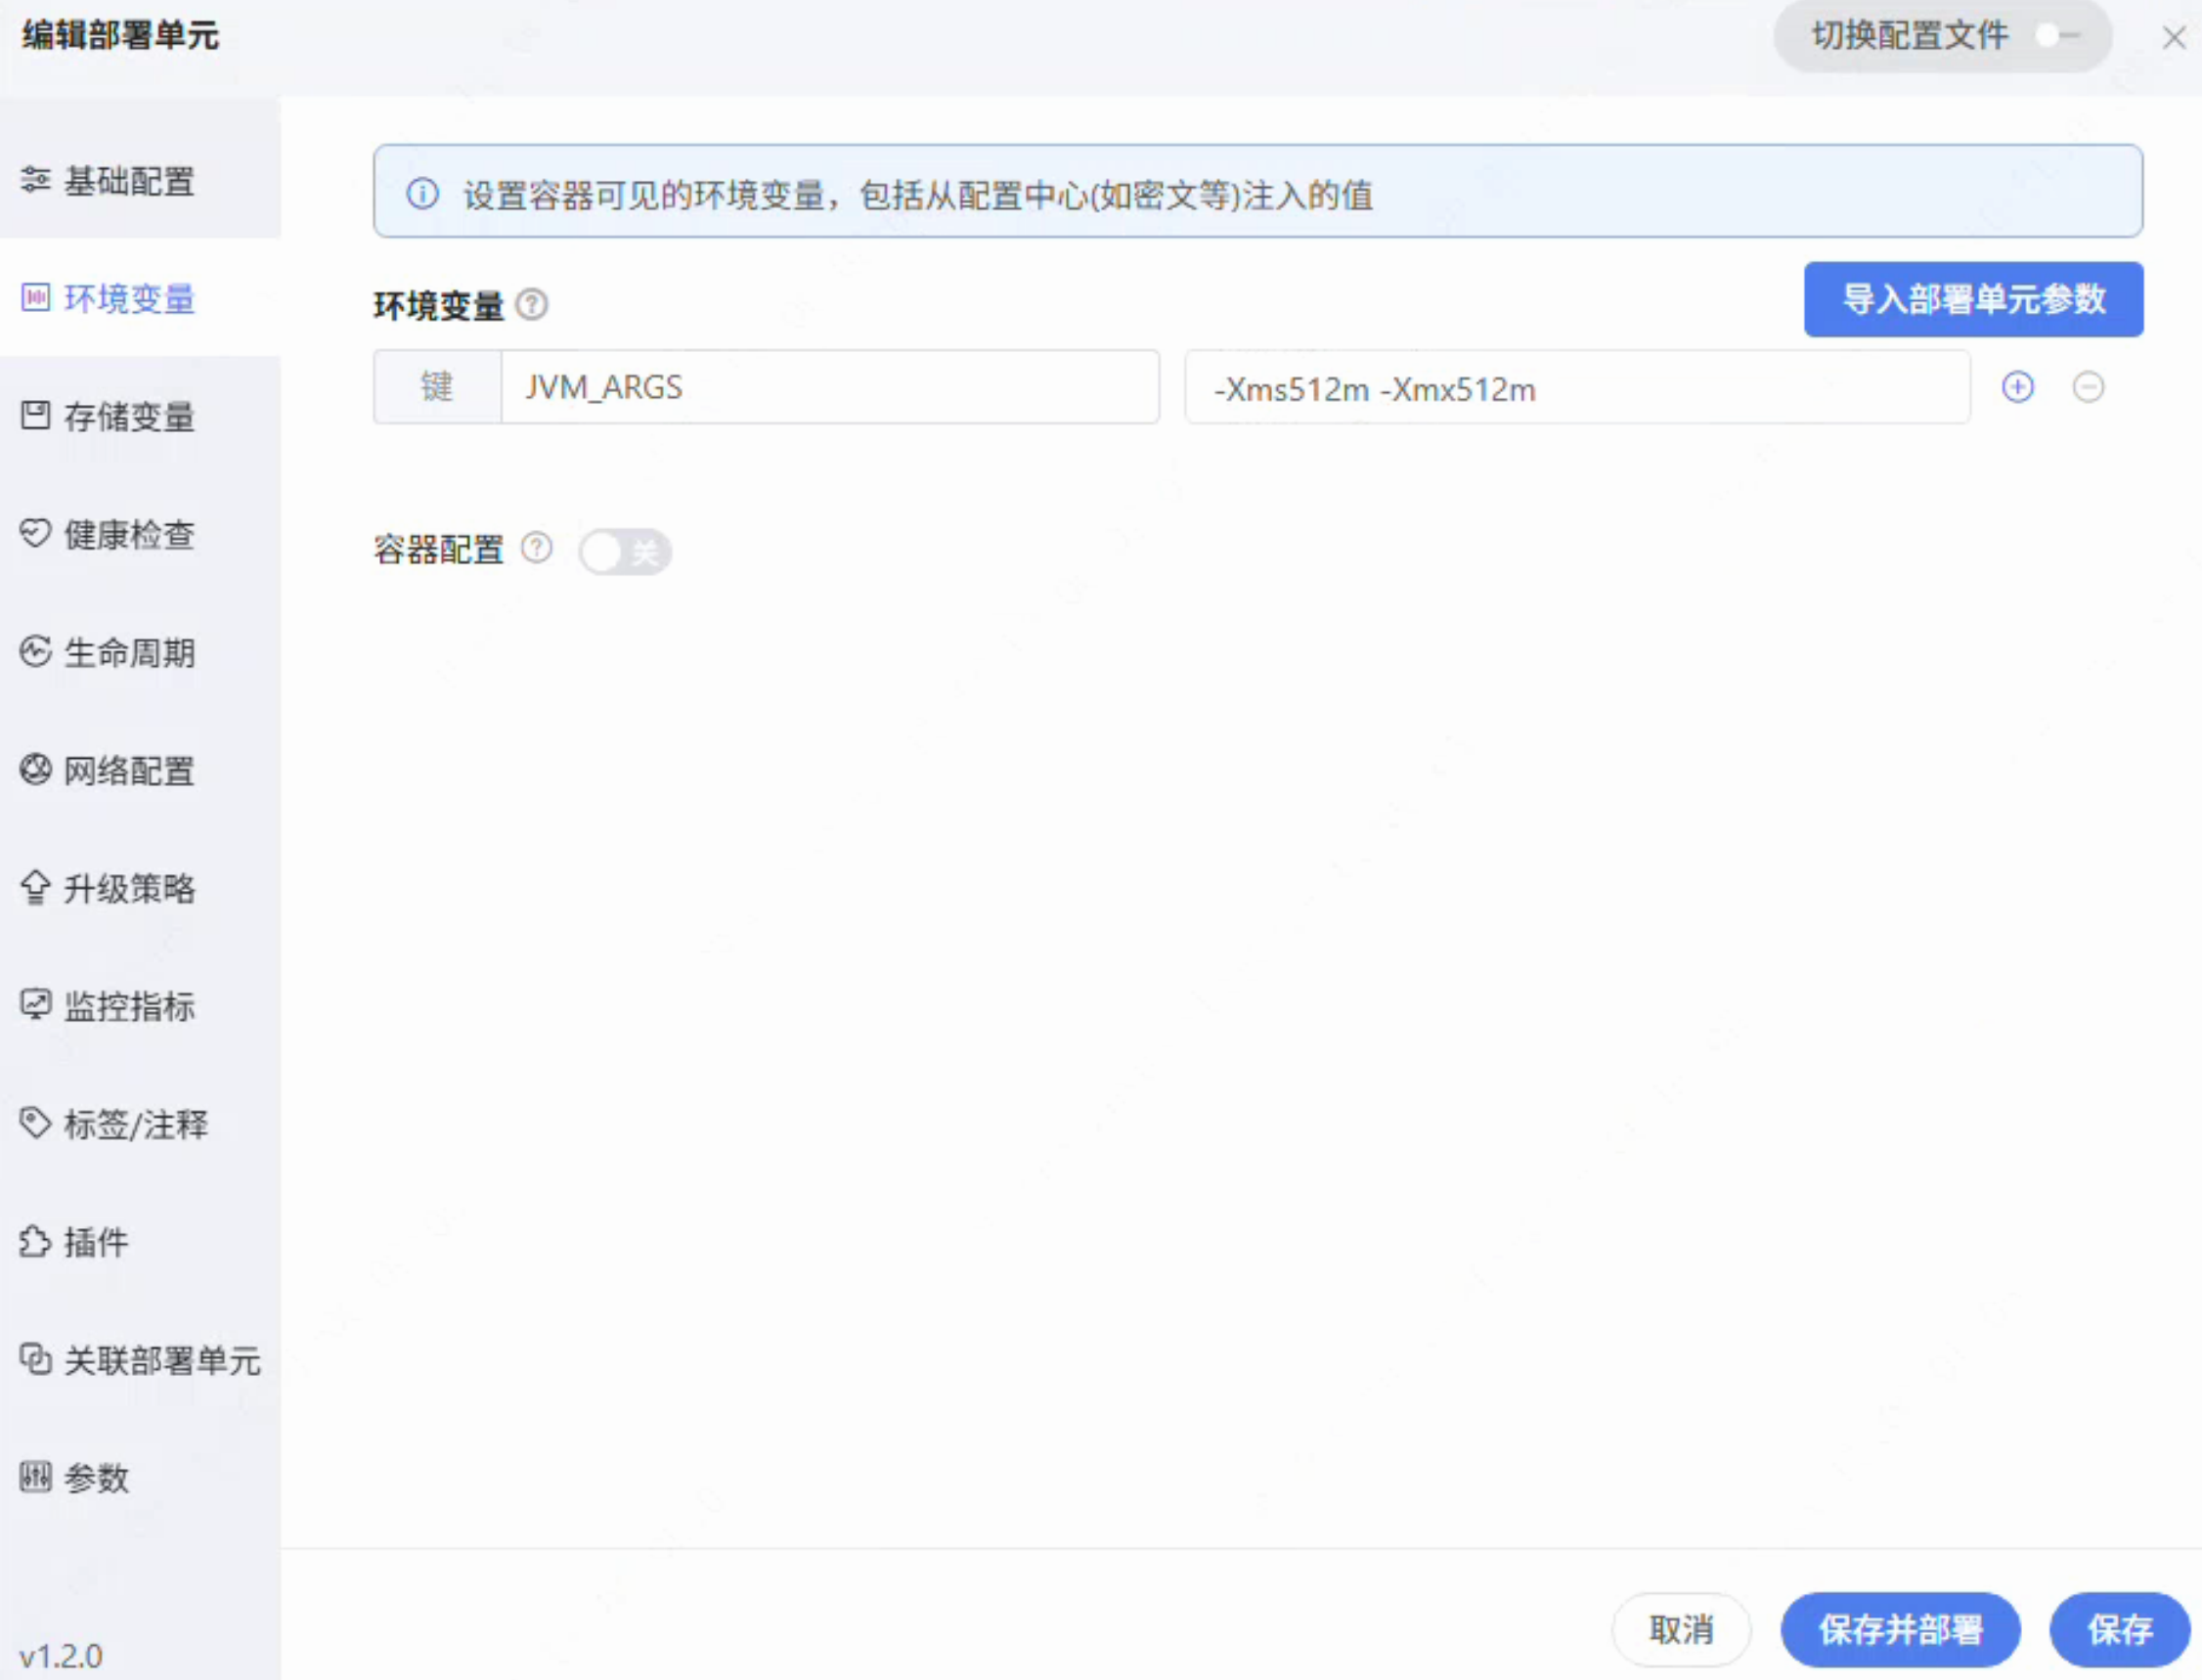 编辑部署单元
切换配置文件
基础配置
环境变量
存储变量
健康检查
生命周期
网络配置
升级策略
监控指标
标签/注释
插件
关联部署单元
参数
v1.2.0
设置容器可见的环境变量，包括从配置中心(如密文等)注入的值
环境变量
导入部署单元参数
键 JVM_ARGS -Xms512m -Xmx512m
容器配置 关
取消 保存并部署 保存